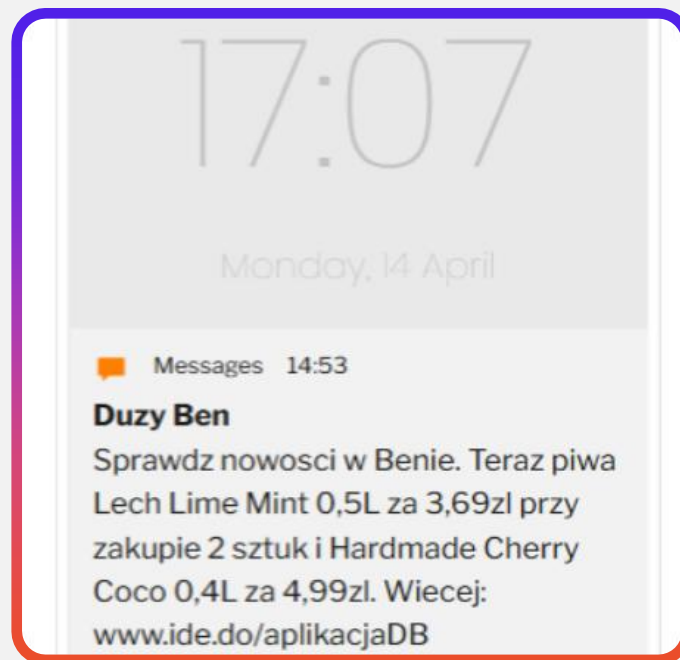 17:07
Monday, 14 April
Messages 14:53
Duzy Ben
Sprawdz nowosci w Benie. Teraz piwa
Lech Lime Mint 0,5L za 3,69zl przy
zakupie 2 sztuk i Hardmade Cherry
Coco 0,4L za 4,99zl. Wiecej:
www.ide.do/aplikacjaDB